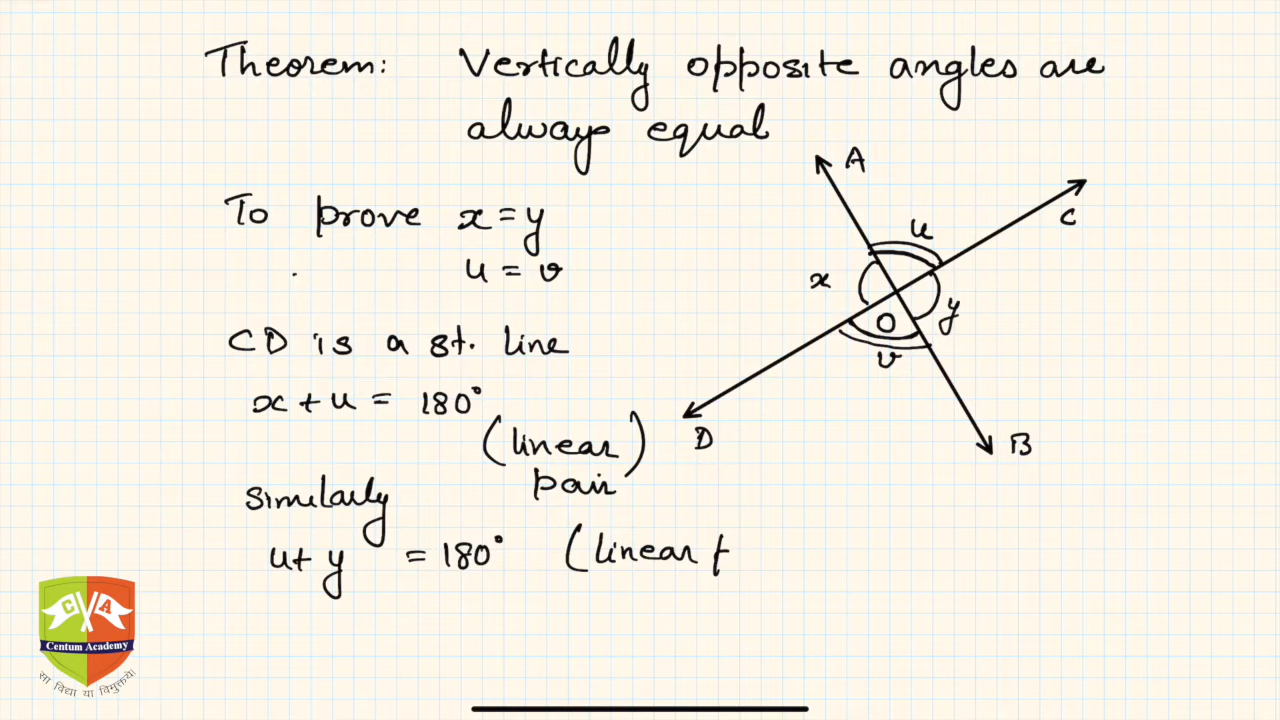 Theorem: Vertically opposite angles are
always equal
To prove x = y
u = v
CD is a st. line
x + u = 180°
(linear
pair)
Similarly
u + y = 180° (linear p
A
C
u
x
y
O
v
D
B
C A
Centum Academy
सा विद्या या विमुक्तये।